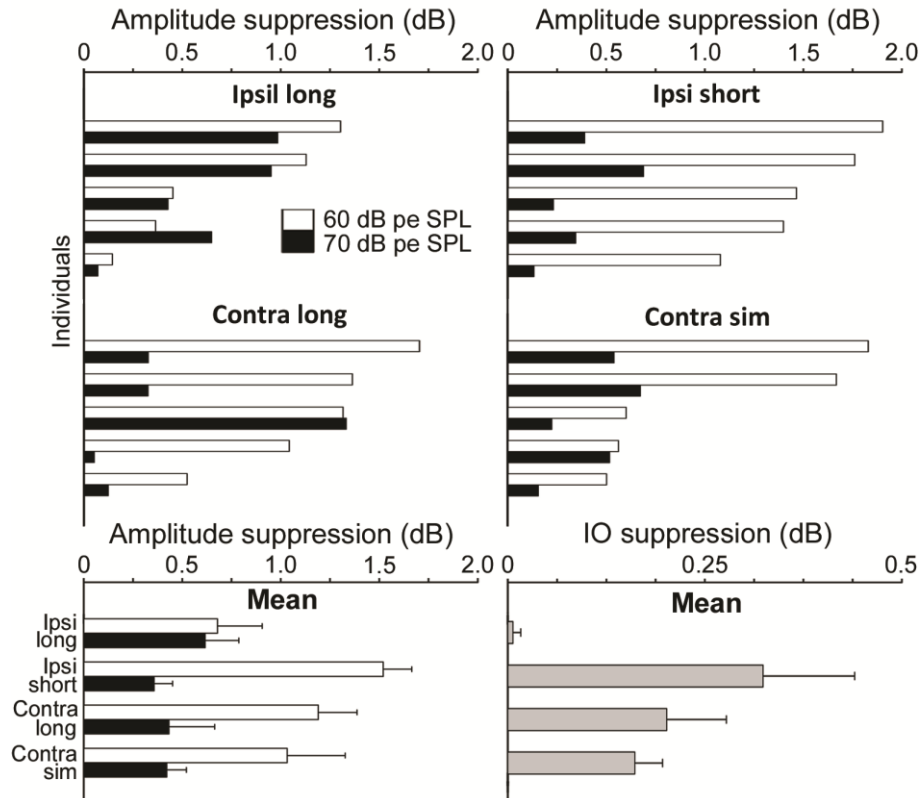 Amplitude suppression (dB)
0 0.5 1.0 1.5 2.0
Ipsil long
60 dB pe SPL
70 dB pe SPL
Individuals
Contra long
Amplitude suppression (dB)
0 0.5 1.0 1.5 2.0
Ipsi short
Contra sim
Amplitude suppression (dB)
0 0.5 1.0 1.5 2.0
Mean
Ipsi
long
Ipsi
short
Contra
long
Contra
sim
IO suppression (dB)
0 0.25 0.5
Mean